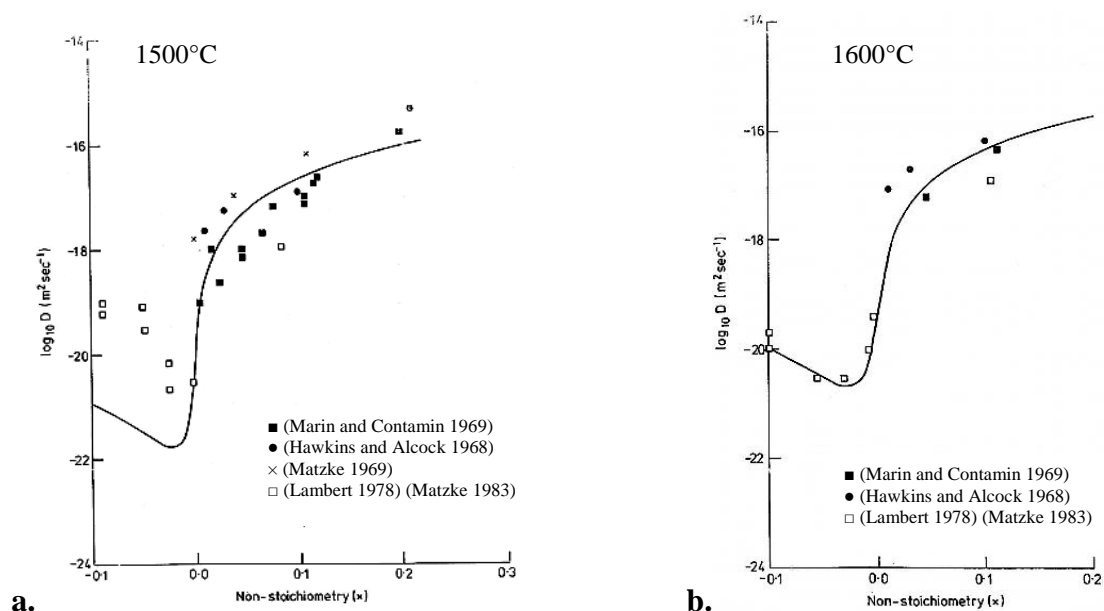 -14
1500°C
-16
-18
-20
-22
-24
log₁₀ D (m² sec⁻¹)
-0·1
0·0
0·1
0·2
0·3
Non-stoichiometry (x)
■ (Marin and Contamin 1969)
● (Hawkins and Alcock 1968)
× (Matzke 1969)
□ (Lambert 1978) (Matzke 1983)
a.
-14
1600°C
-16
-18
-20
-22
-24
log₁₀ D (m² sec⁻¹)
-0·1
0·0
0·1
0·2
Non-stoichiometry (x)
■ (Marin and Contamin 1969)
● (Hawkins and Alcock 1968)
□ (Lambert 1978) (Matzke 1983)
b.